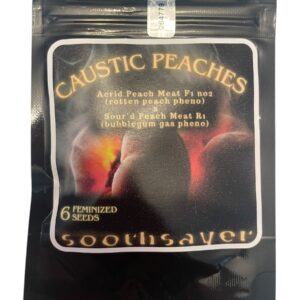 CAUSTIC PEACHES
Acrid Peach Meat F1 no2
(rotten peach pheno)
x
Sour'd Peach Meat R1
(bubblegum gas pheno)
6 FEMINIZED
SEEDS
soothsayer